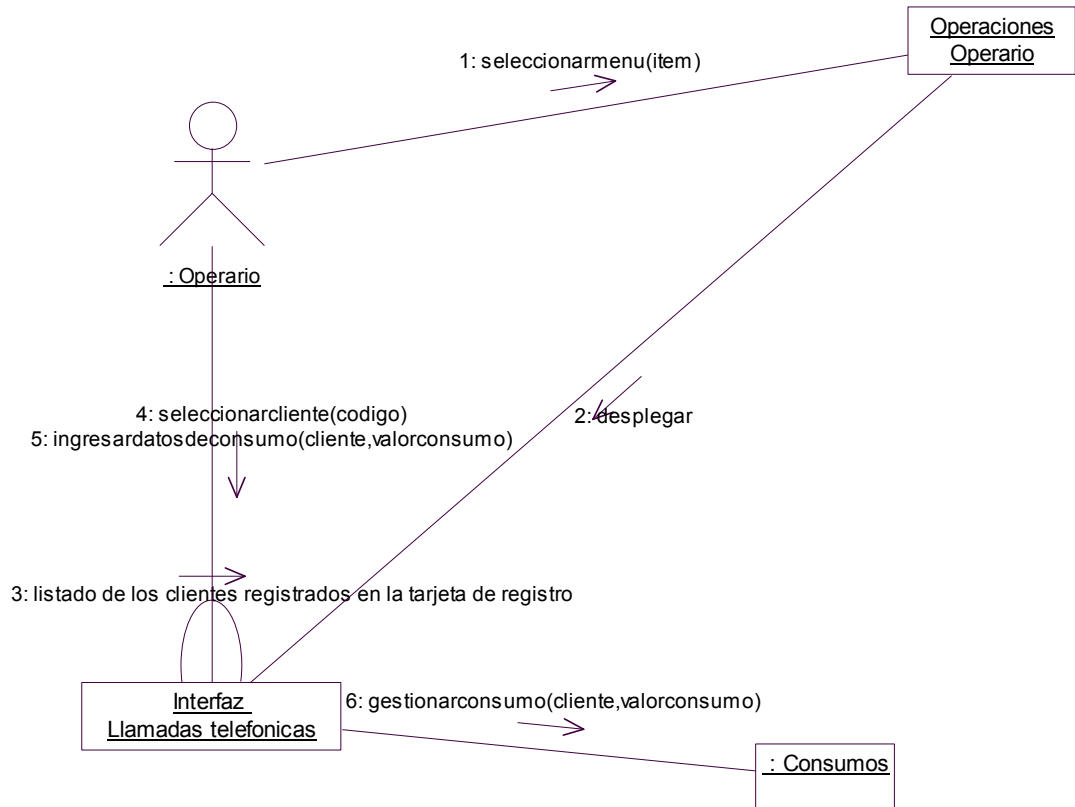 Operaciones
Operario
1: seleccionarmenu(item)
: Operario
4: seleccionarcliente(codigo)
2: desplegar
5: ingresardatosdeconsumo(cliente,valorconsumo)
3: listado de los clientes registrados en la tarjeta de registro
Interfaz
Llamadas telefonicas
6: gestionarconsumo(cliente,valorconsumo)
: Consumos